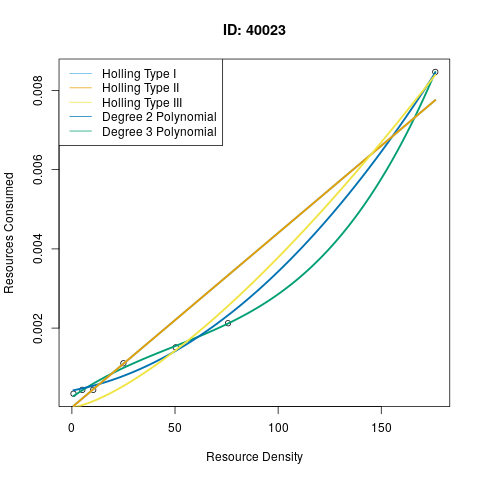 ID: 40023
Holling Type I
Holling Type II
Holling Type III
Degree 2 Polynomial
Degree 3 Polynomial
Resources Consumed
0.002
0.004
0.006
0.008
0
50
100
150
Resource Density